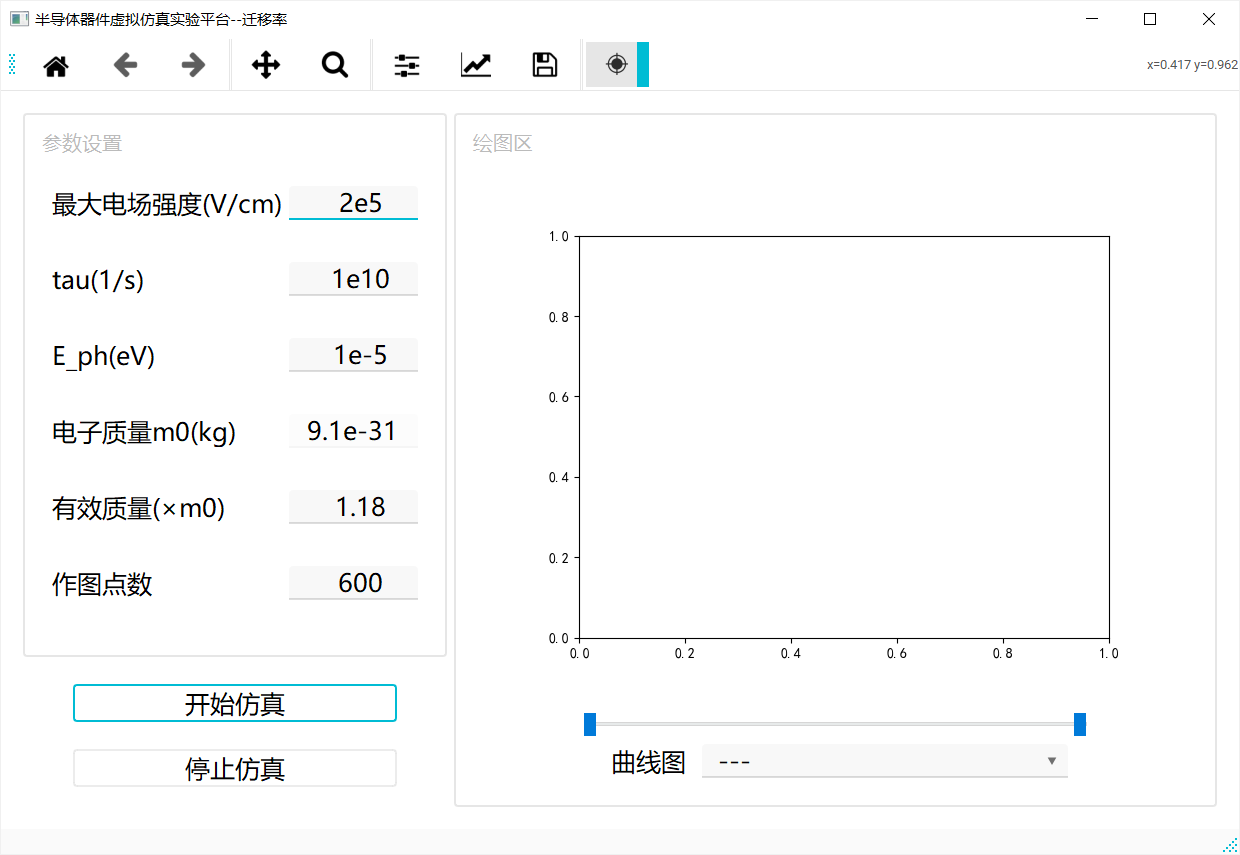 半导体器件虚拟仿真实验平台--迁移率
x=0.417 y=0.962
参数设置
最大电场强度(V/cm) 2e5
tau(1/s) 1e10
E_ph(eV) 1e-5
电子质量m0(kg) 9.1e-31
有效质量(×m0) 1.18
作图点数 600
开始仿真
停止仿真
绘图区
1.0
0.8
0.6
0.4
0.2
0.0
0.0 0.2 0.4 0.6 0.8 1.0
曲线图 ---